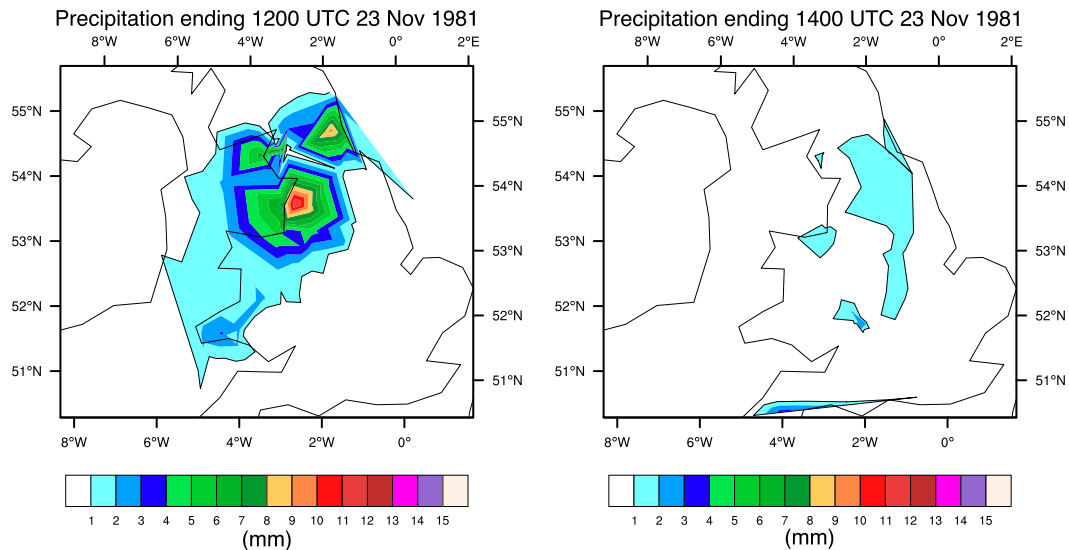 Precipitation ending 1200 UTC 23 Nov 1981
8°W 6°W 4°W 2°W 0° 2°E
55°N 55°N
54°N 54°N
53°N 53°N
52°N 52°N
51°N 51°N
8°W 6°W 4°W 2°W 0°
1 2 3 4 5 6 7 8 9 10 11 12 13 14 15
(mm)
Precipitation ending 1400 UTC 23 Nov 1981
8°W 6°W 4°W 2°W 0° 2°E
55°N 55°N
54°N 54°N
53°N 53°N
52°N 52°N
51°N 51°N
8°W 6°W 4°W 2°W 0°
1 2 3 4 5 6 7 8 9 10 11 12 13 14 15
(mm)